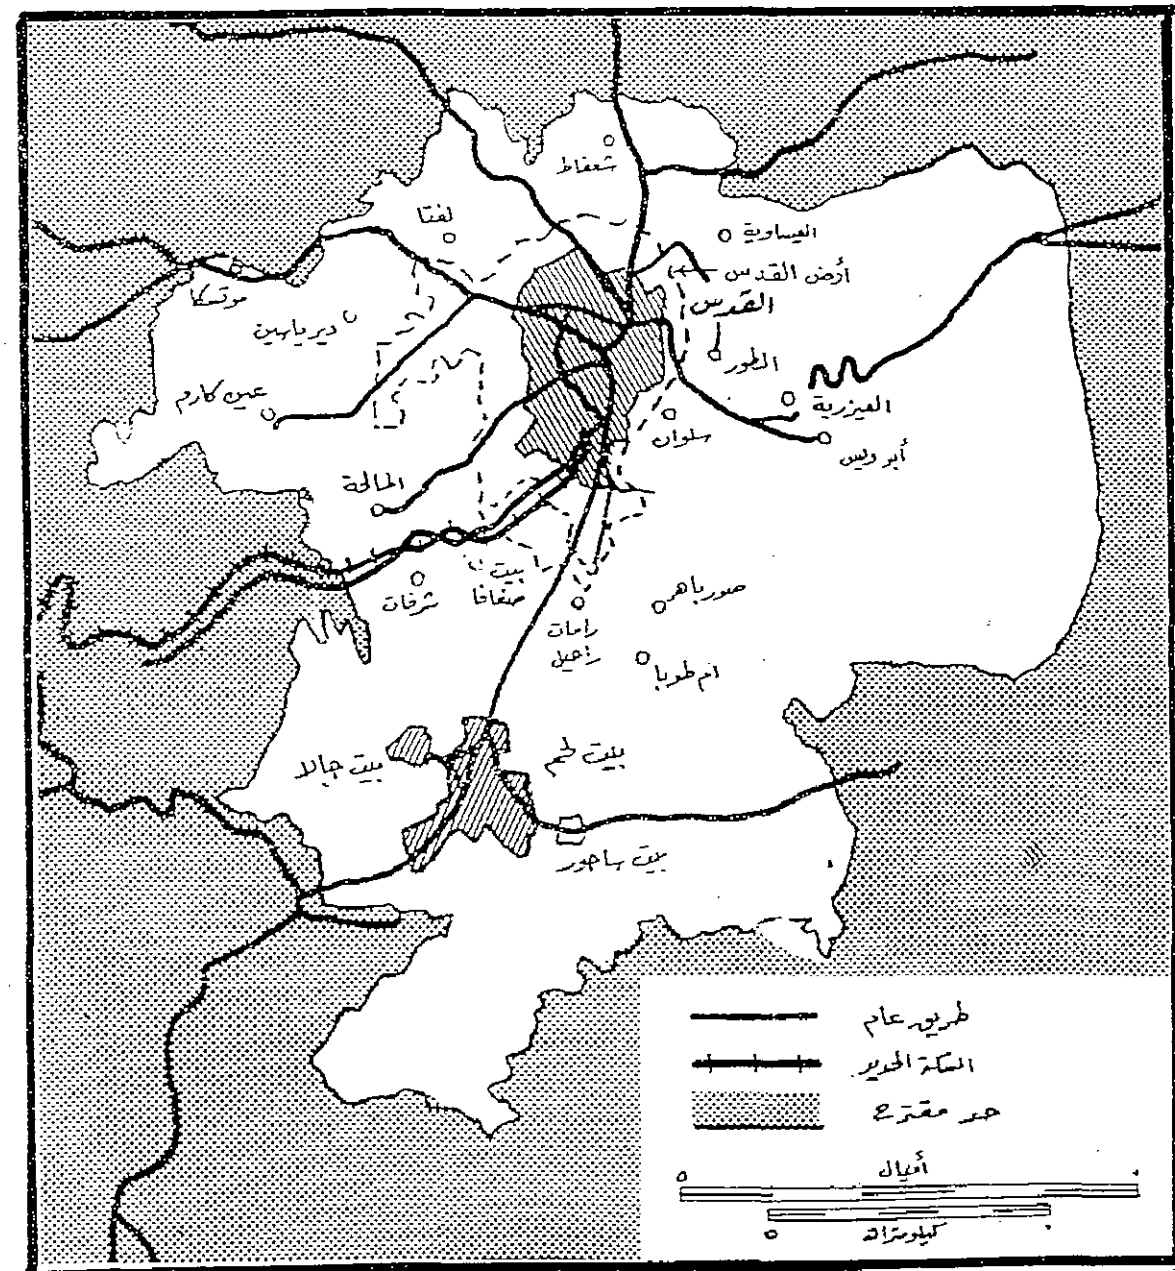 شعفاط
لفتا
العيساوية
أرض القدس
موتسكا
القدس
دير ياسين
الطور
عين كارم
العيزرية
سلوان
أبو ديس
المالحة
بيت
صفافا
شرفات
صور باهر
رامات
راحيل
ام طوبا
بيت لحم
بيت جالا
بيت ساحور
طريق عام
السكة الحديد
حد مقترح
أميال
كيلومترات